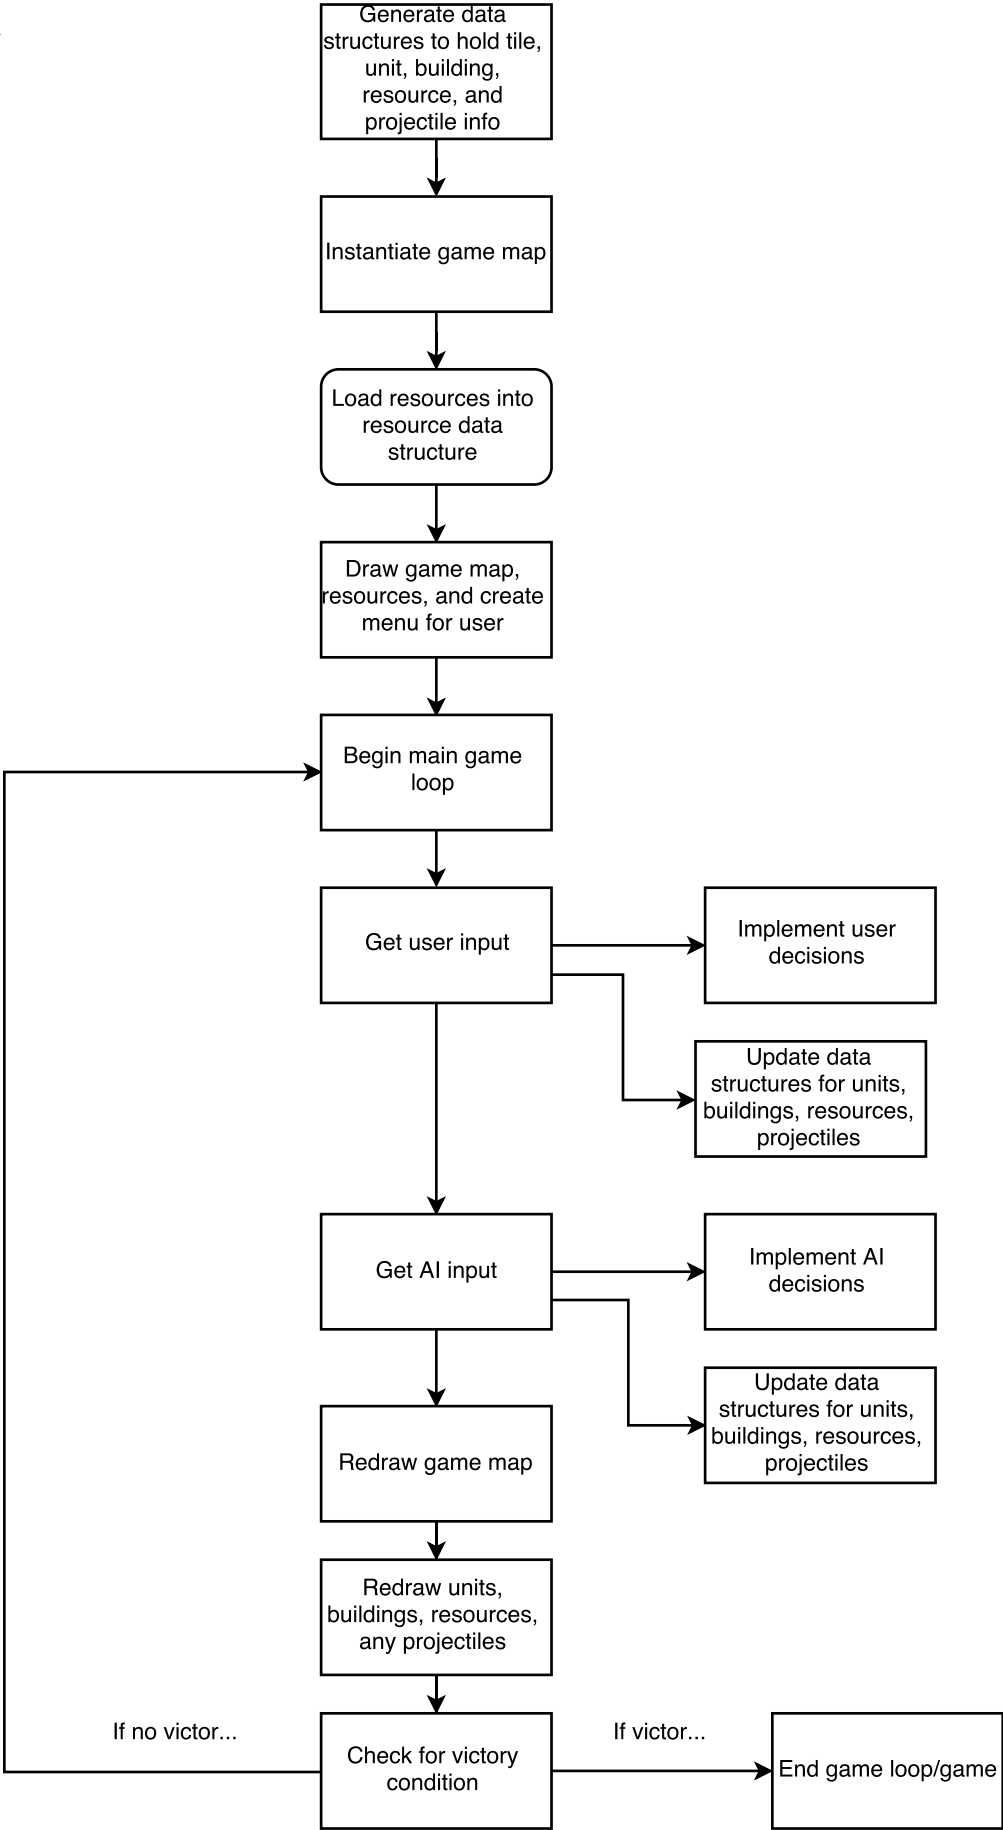 Generate data
structures to hold tile,
unit, building,
resource, and
projectile info
Instantiate game map
Load resources into
resource data
structure
Draw game map,
resources, and create
menu for user
Begin main game
loop
Get user input
Implement user
decisions
Update data
structures for units,
buildings, resources,
projectiles
Get AI input
Implement AI
decisions
Update data
structures for units,
buildings, resources,
projectiles
Redraw game map
Redraw units,
buildings, resources,
any projectiles
If no victor...
Check for victory
condition
If victor...
End game loop/game